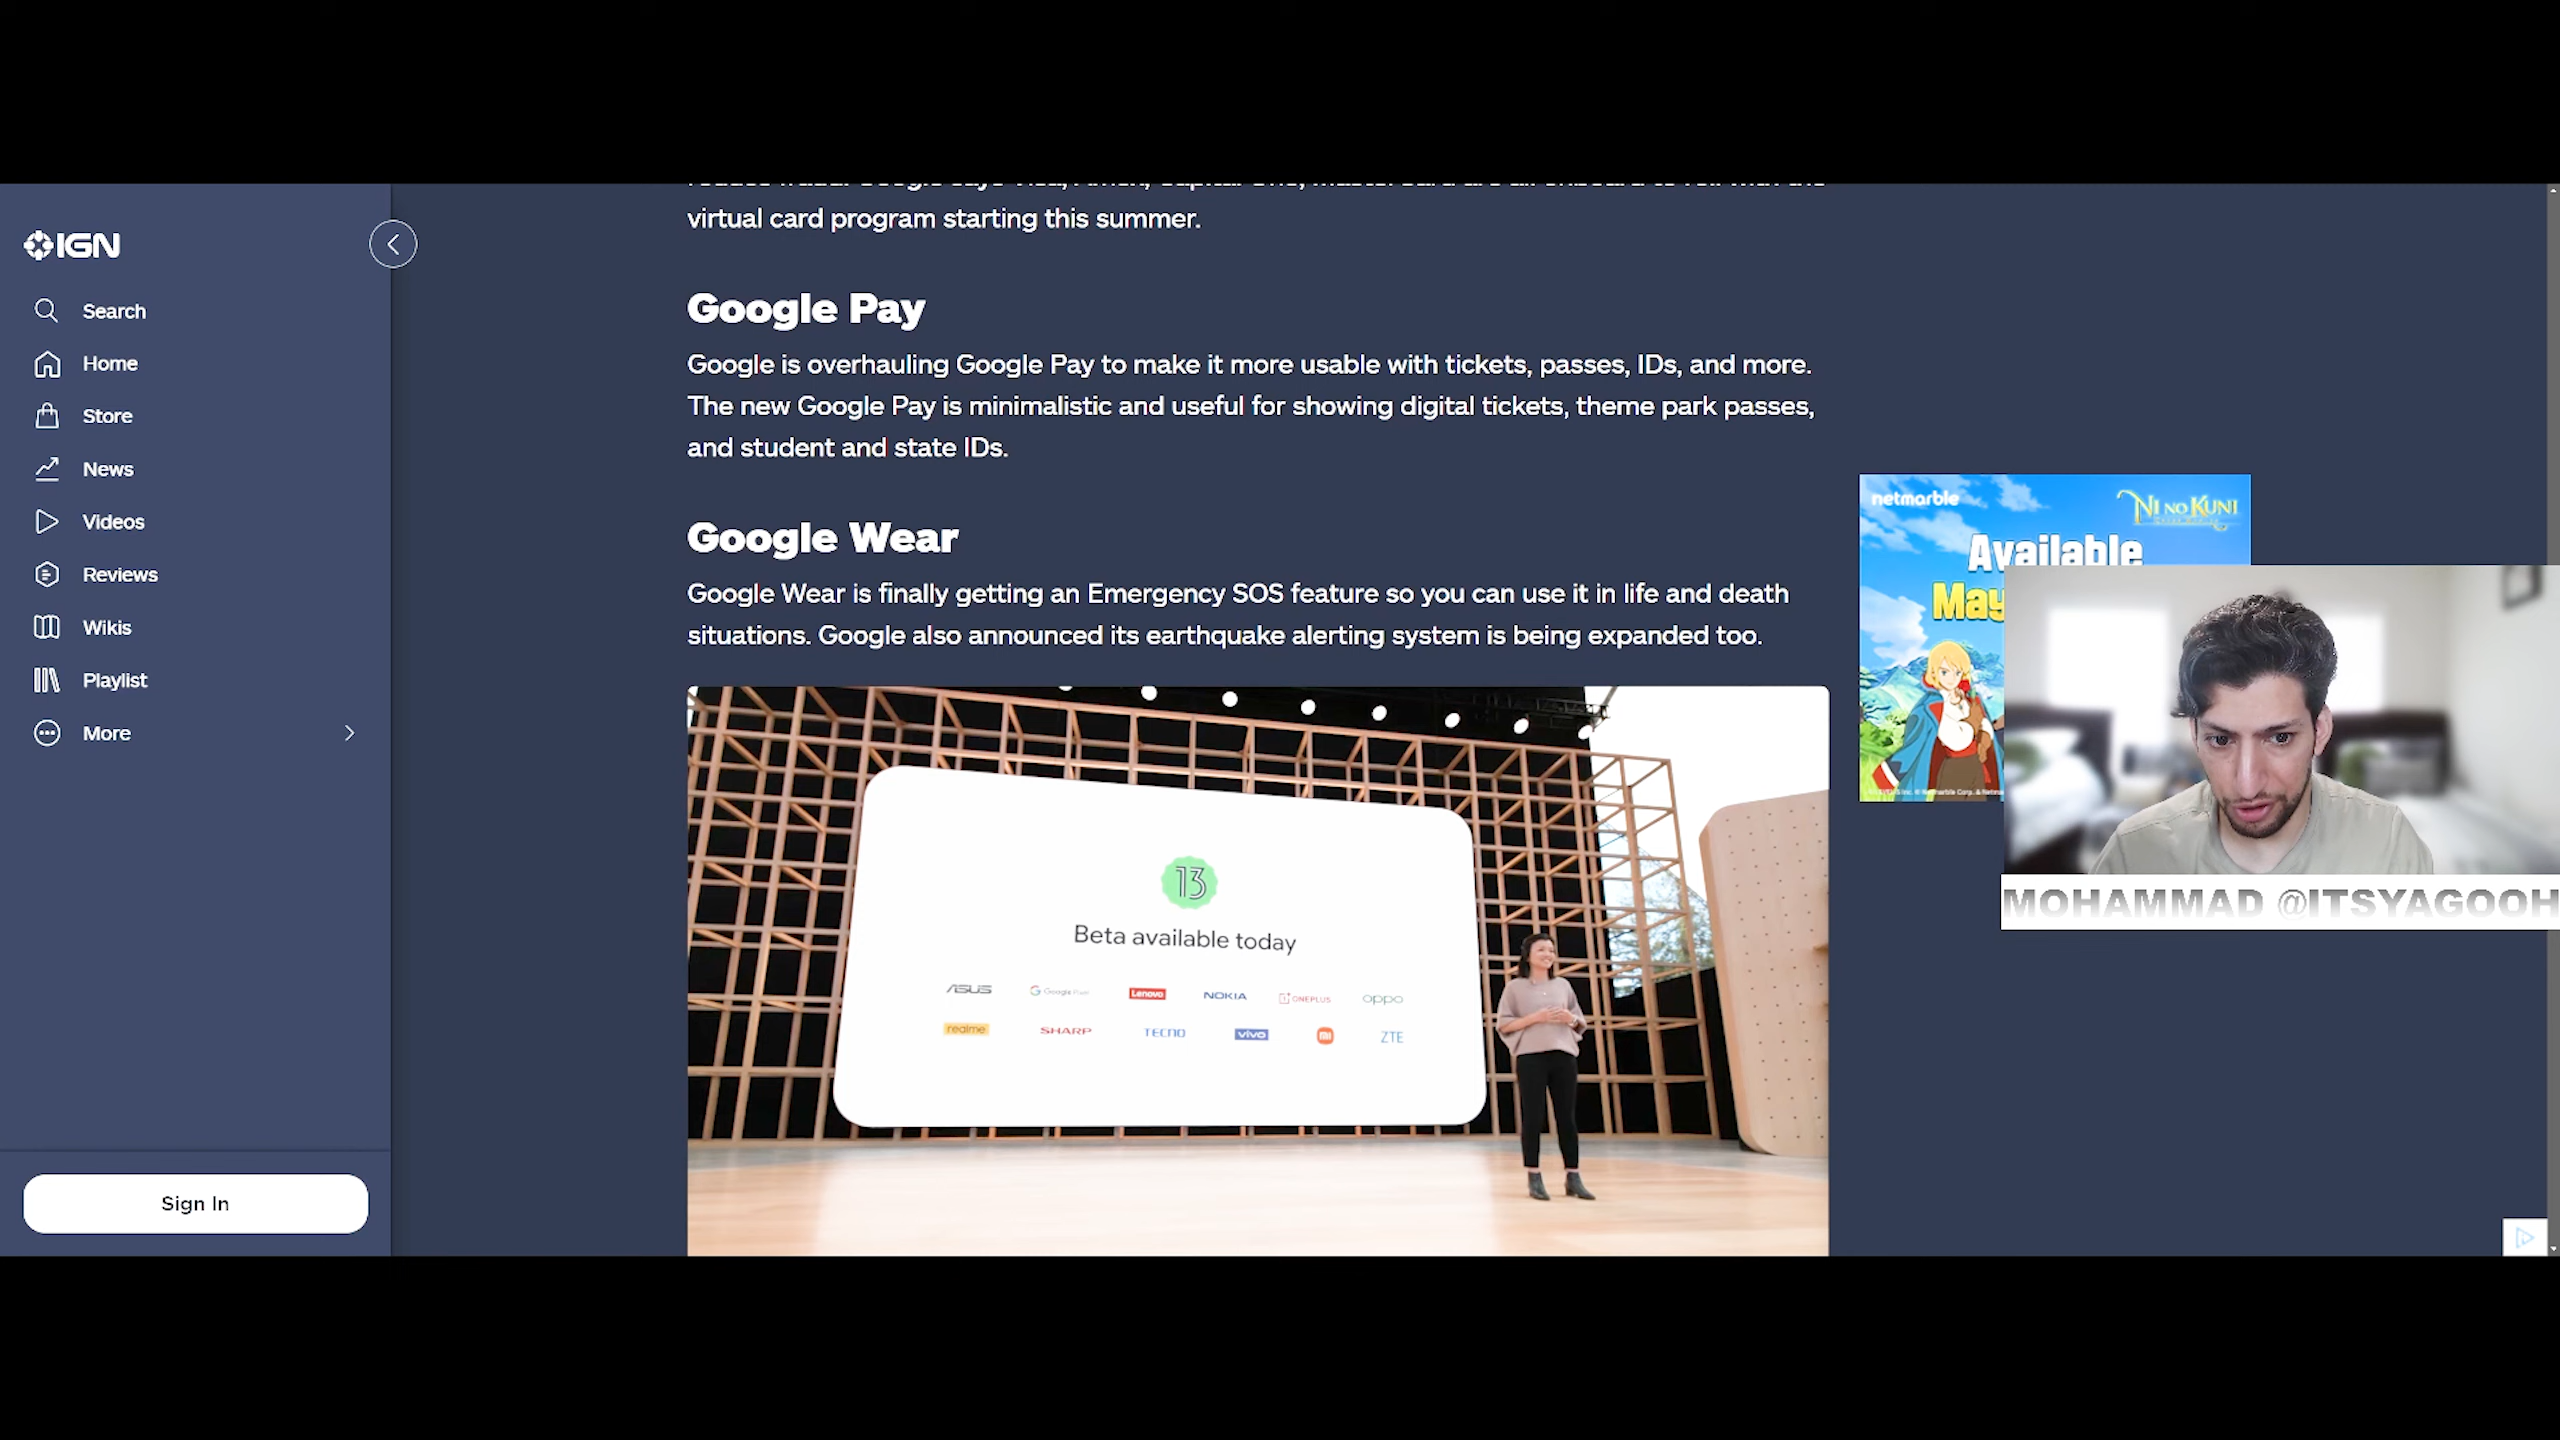 IGN
Search
Home
Store
News
Videos
Reviews
Wikis
Playlist
More
Sign In
virtual card program starting this summer.
Google Pay
Google is overhauling Google Pay to make it more usable with tickets, passes, IDs, and more.
The new Google Pay is minimalistic and useful for showing digital tickets, theme park passes,
and student and state IDs.
Google Wear
Google Wear is finally getting an Emergency SOS feature so you can use it in life and death
situations. Google also announced its earthquake alerting system is being expanded too.
13
Beta available today
ASUS Google Pixel Lenovo NOKIA ONEPLUS oppo
realme SHARP TECNO vivo mi ZTE
netmarble
NI NO KUNI
Available
May
MOHAMMAD @ITSYAGOOH